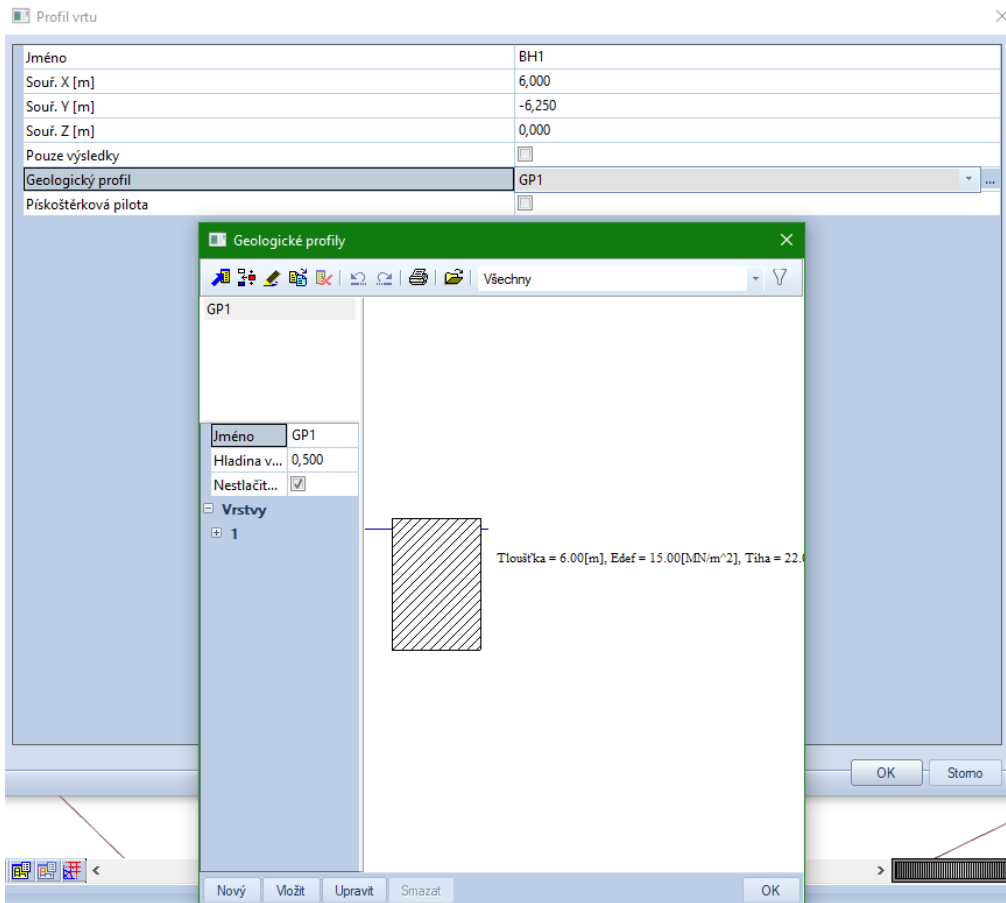 Profil vrtu
Jméno BH1
Souř. X [m] 6,000
Souř. Y [m] -6,250
Souř. Z [m] 0,000
Pouze výsledky
Geologický profil GP1 ...
Pískoštěrková pilota
Geologické profily
Všechny
GP1
Jméno GP1
Hladina v... 0,500
Nestlačit...
Vrstvy
1
Tloušťka = 6.00[m], Edef = 15.00[MN/m^2], Tiha = 22.0
OK Storno
Nový Vložit Upravit Smazat OK